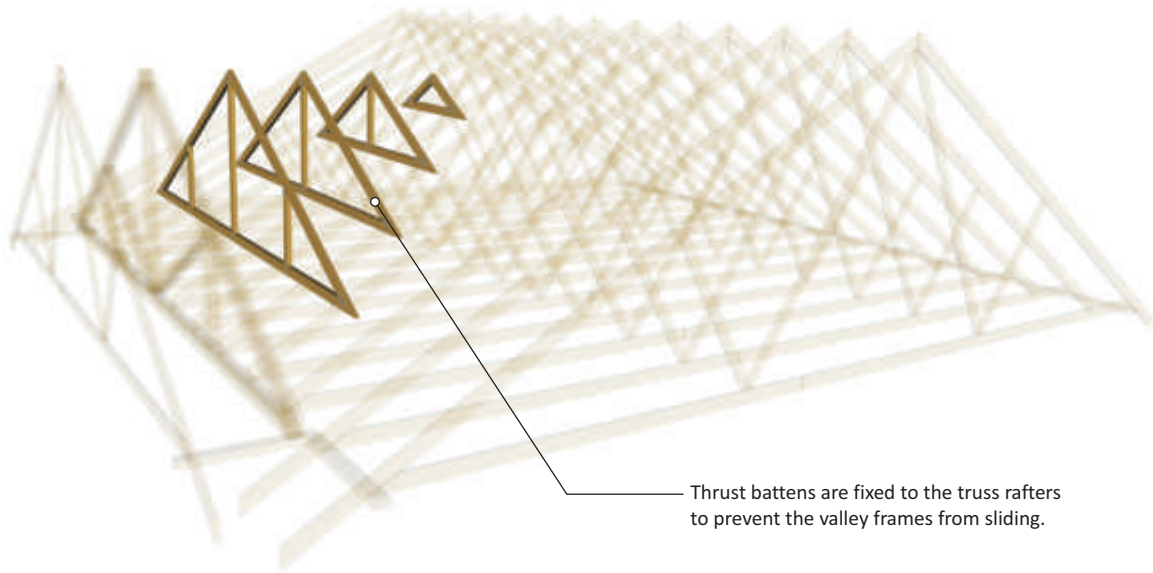 Thrust battens are fixed to the truss rafters
to prevent the valley frames from sliding.